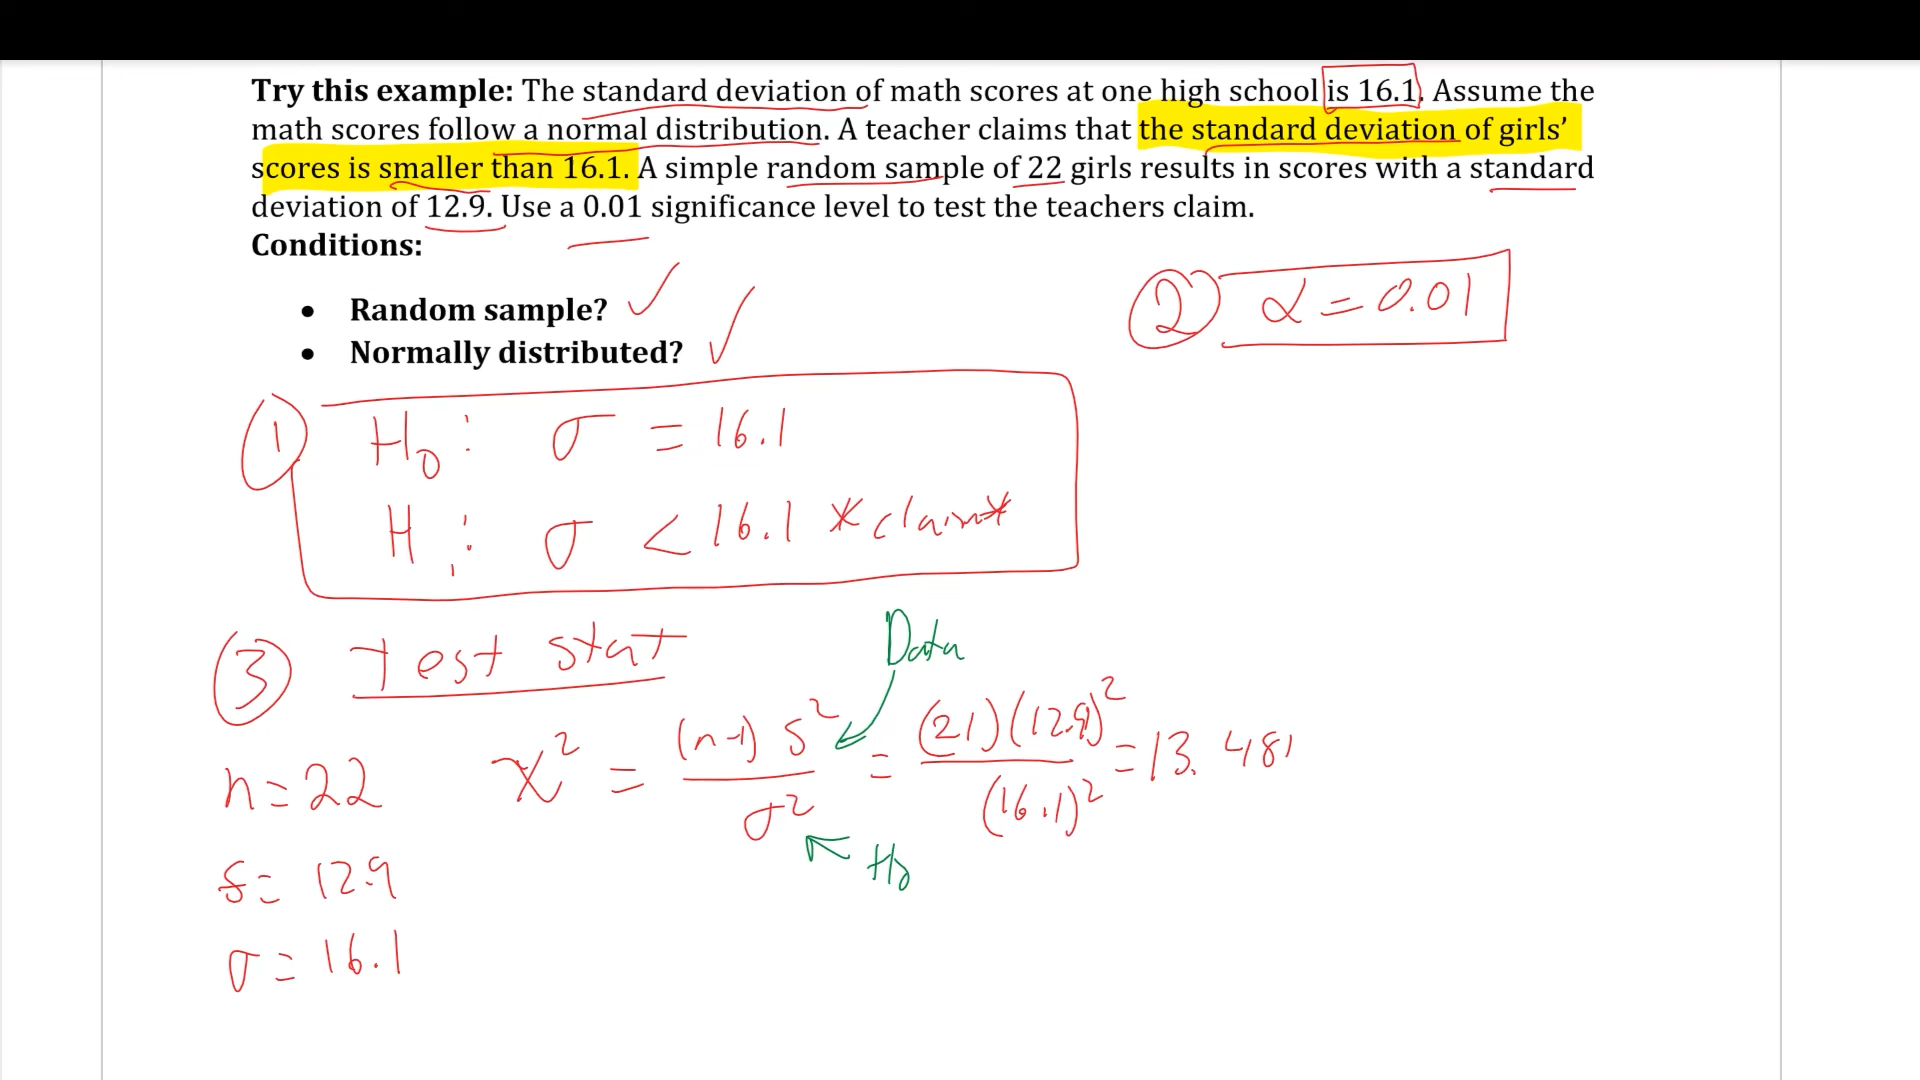 Try this example: The standard deviation of math scores at one high school is 16.1. Assume the
math scores follow a normal distribution. A teacher claims that the standard deviation of girls’
scores is smaller than 16.1. A simple random sample of 22 girls results in scores with a standard
deviation of 12.9. Use a 0.01 significance level to test the teachers claim.
Conditions:
• Random sample? ✓
• Normally distributed? ✓
② α = 0.01
① H₀: σ = 16.1
H₁: σ < 16.1 *claim*
③ Test stat
Data
χ² = (n-1) s² / σ² = (21)(12.9)² / (16.1)² = 13.481
H₀
n = 22
s = 12.9
σ = 16.1